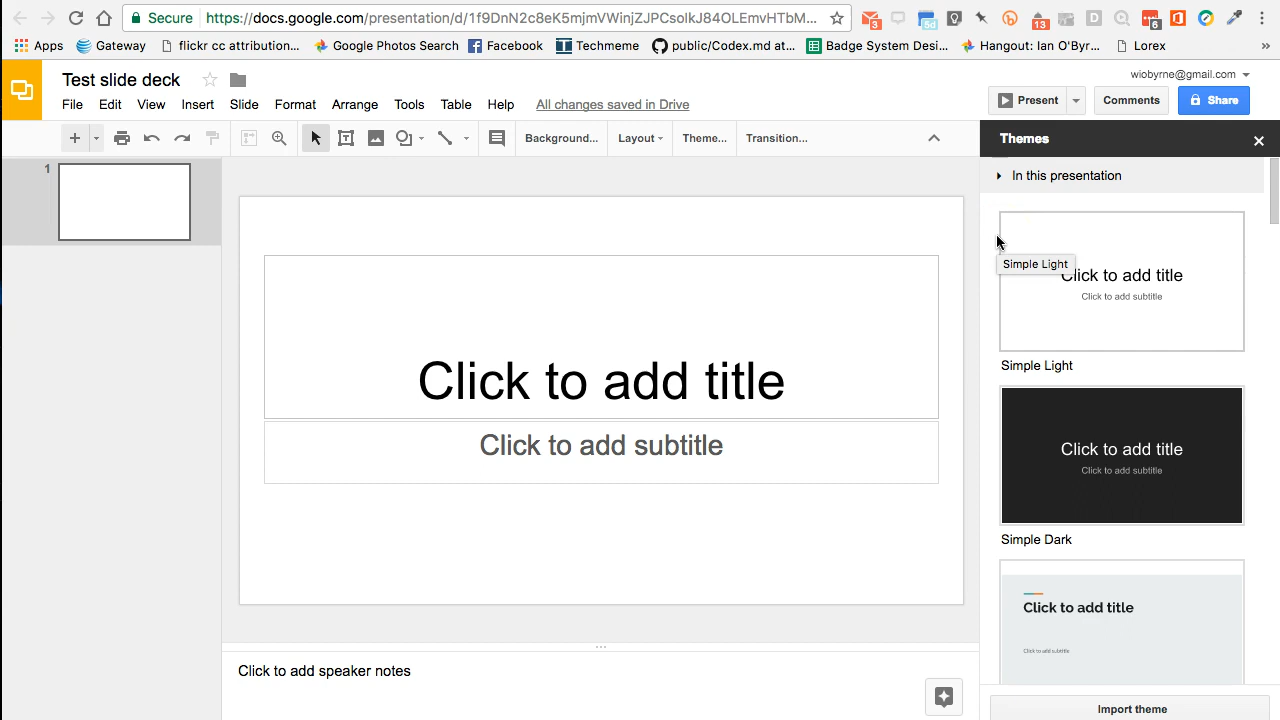 Secure https://docs.google.com/presentation/d/1f9DnN2c8eK5mjmVWinjZJPCsolkJ84OLEmvHTbM...
3 5d 13 6
Apps Gateway flickr cc attribution... Google Photos Search Facebook Techmeme public/Codex.md at... Badge System Desi... Hangout: Ian O'Byr... Lorex »
Test slide deck
wiobyrne@gmail.com
File Edit View Insert Slide Format Arrange Tools Table Help All changes saved in Drive
Present Comments Share
Background... Layout Theme... Transition...
Themes
In this presentation
1
Simple Light
Click to add title
Click to add subtitle
Simple Light
Click to add title
Click to add subtitle
Simple Dark
Click to add title
Click to add subtitle
Click to add title
Click to add subtitle
Click to add speaker notes
Import theme